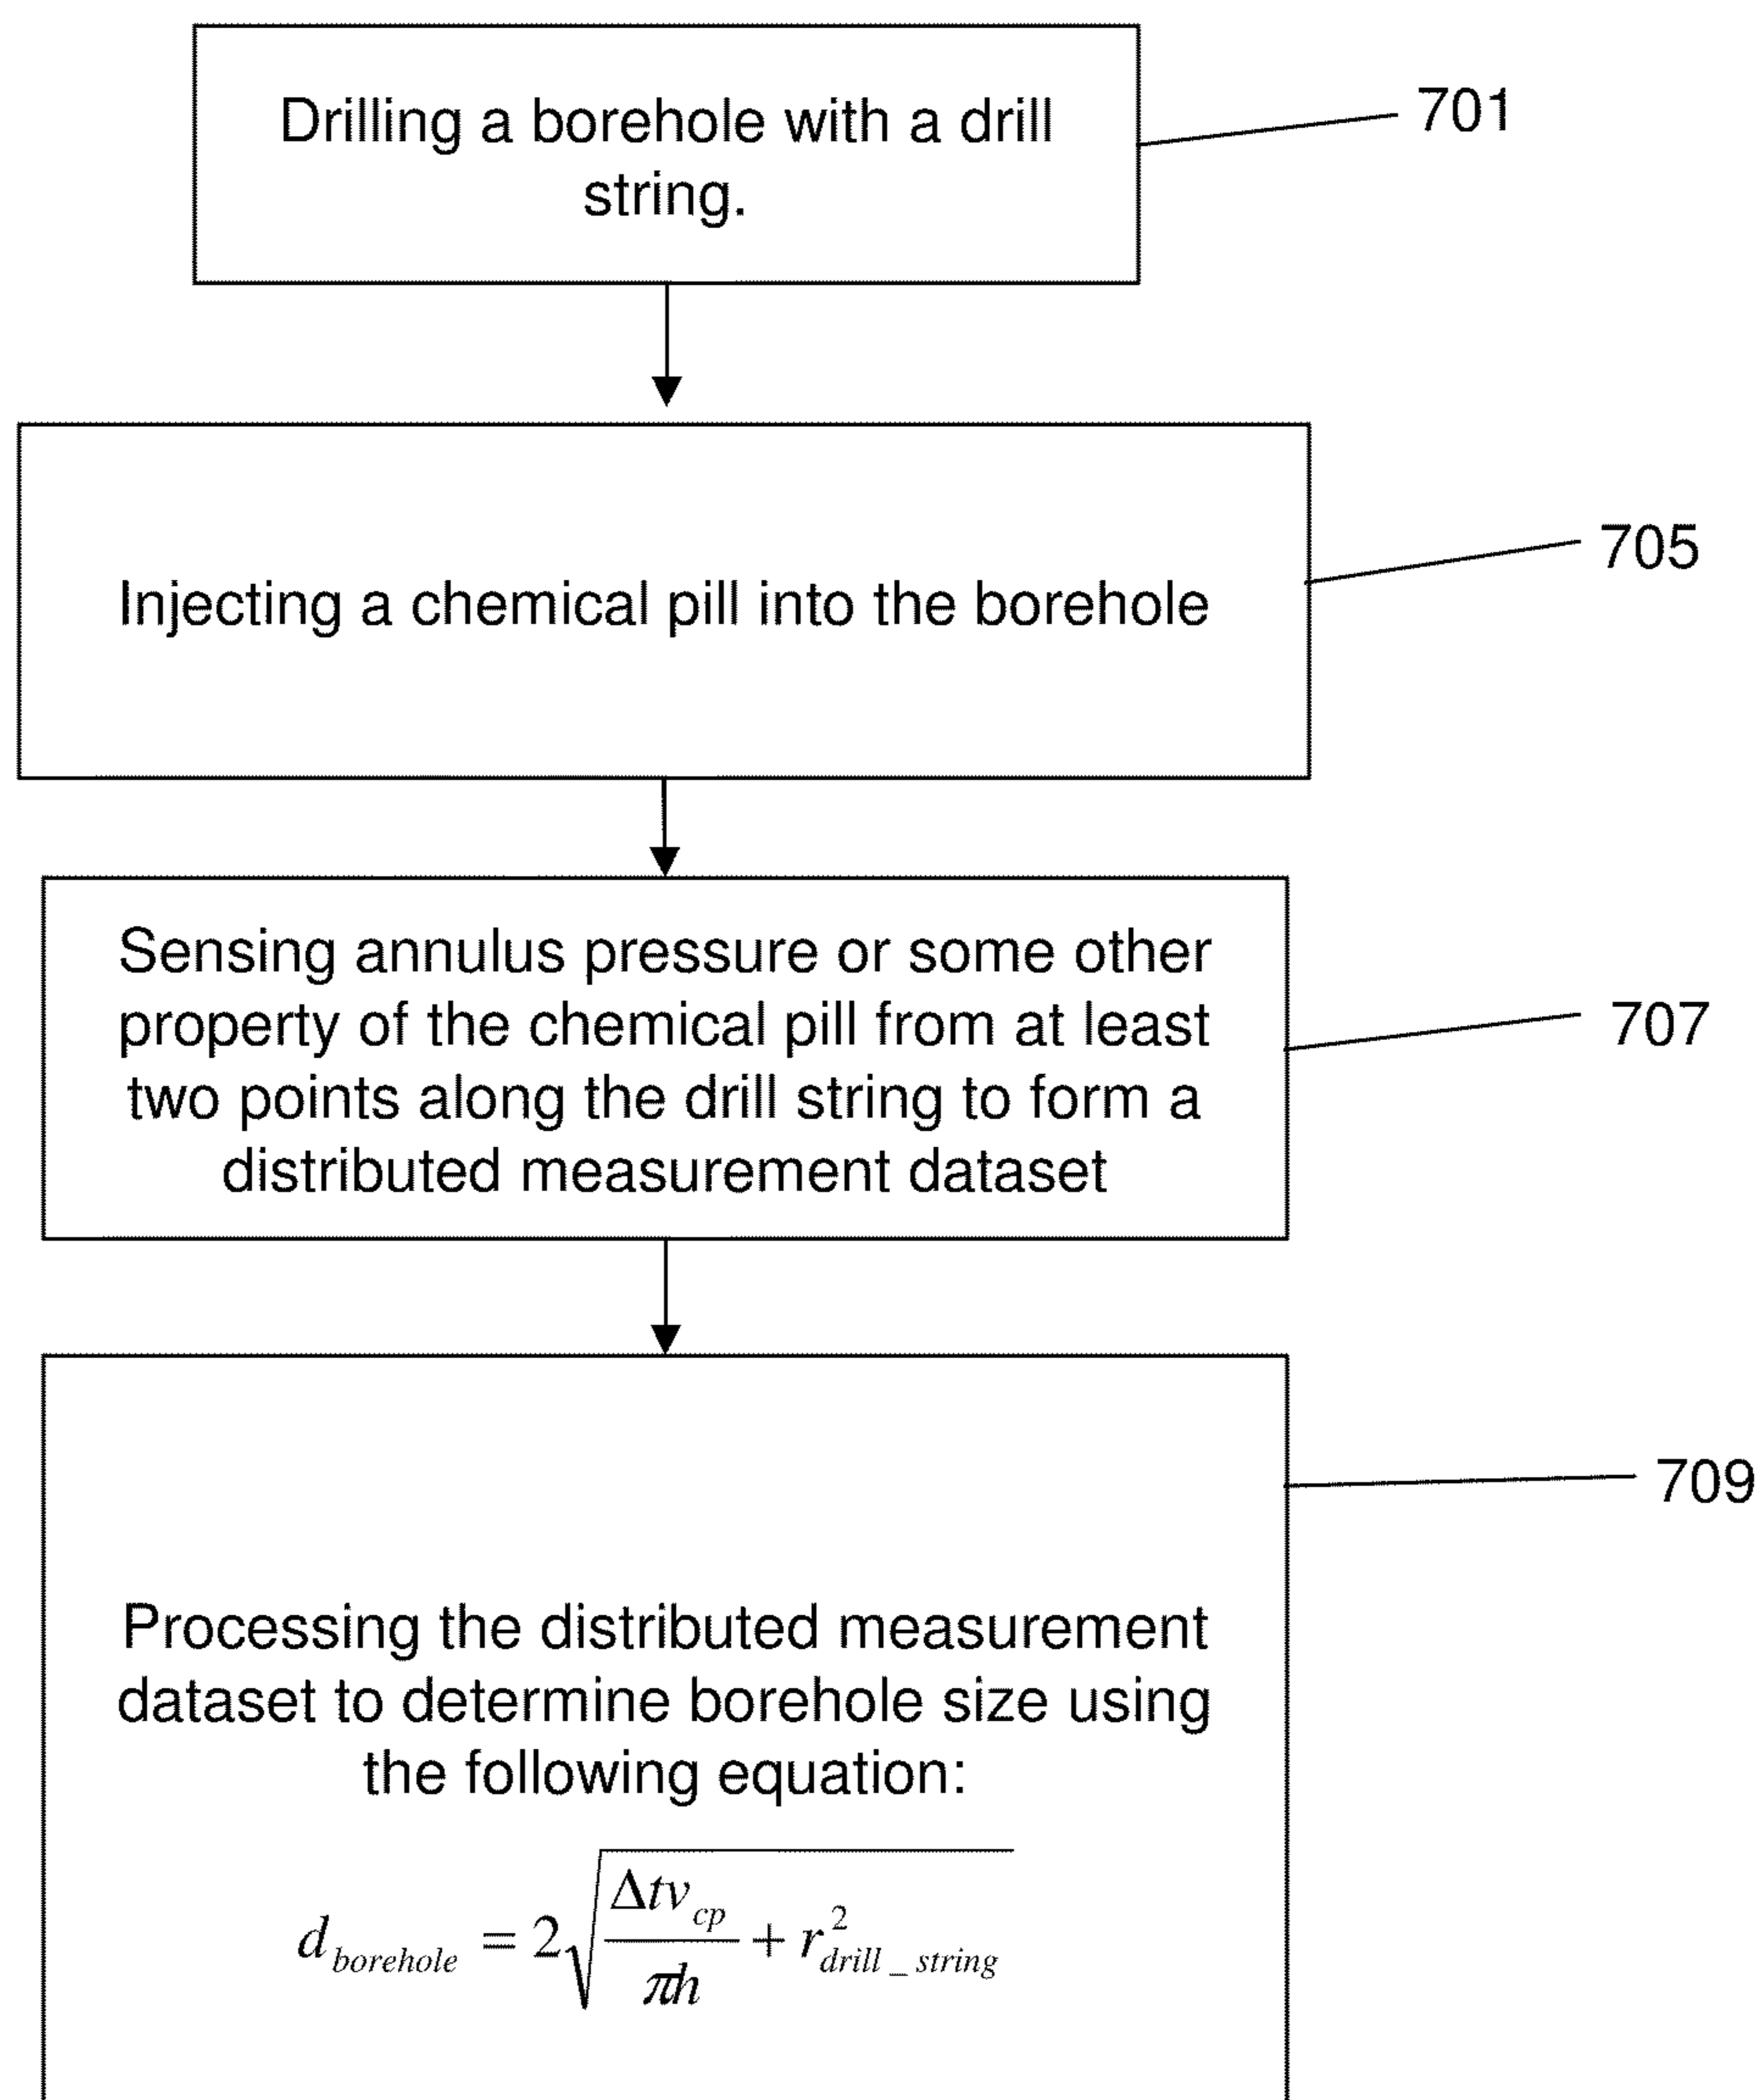 Drilling a borehole with a drill
string.
701
Injecting a chemical pill into the borehole
705
Sensing annulus pressure or some other
property of the chemical pill from at least
two points along the drill string to form a
distributed measurement dataset
707
709
Processing the distributed measurement
dataset to determine borehole size using
the following equation:
d_borehole = 2√(Δtv_cp/πh + r²_drill_string)